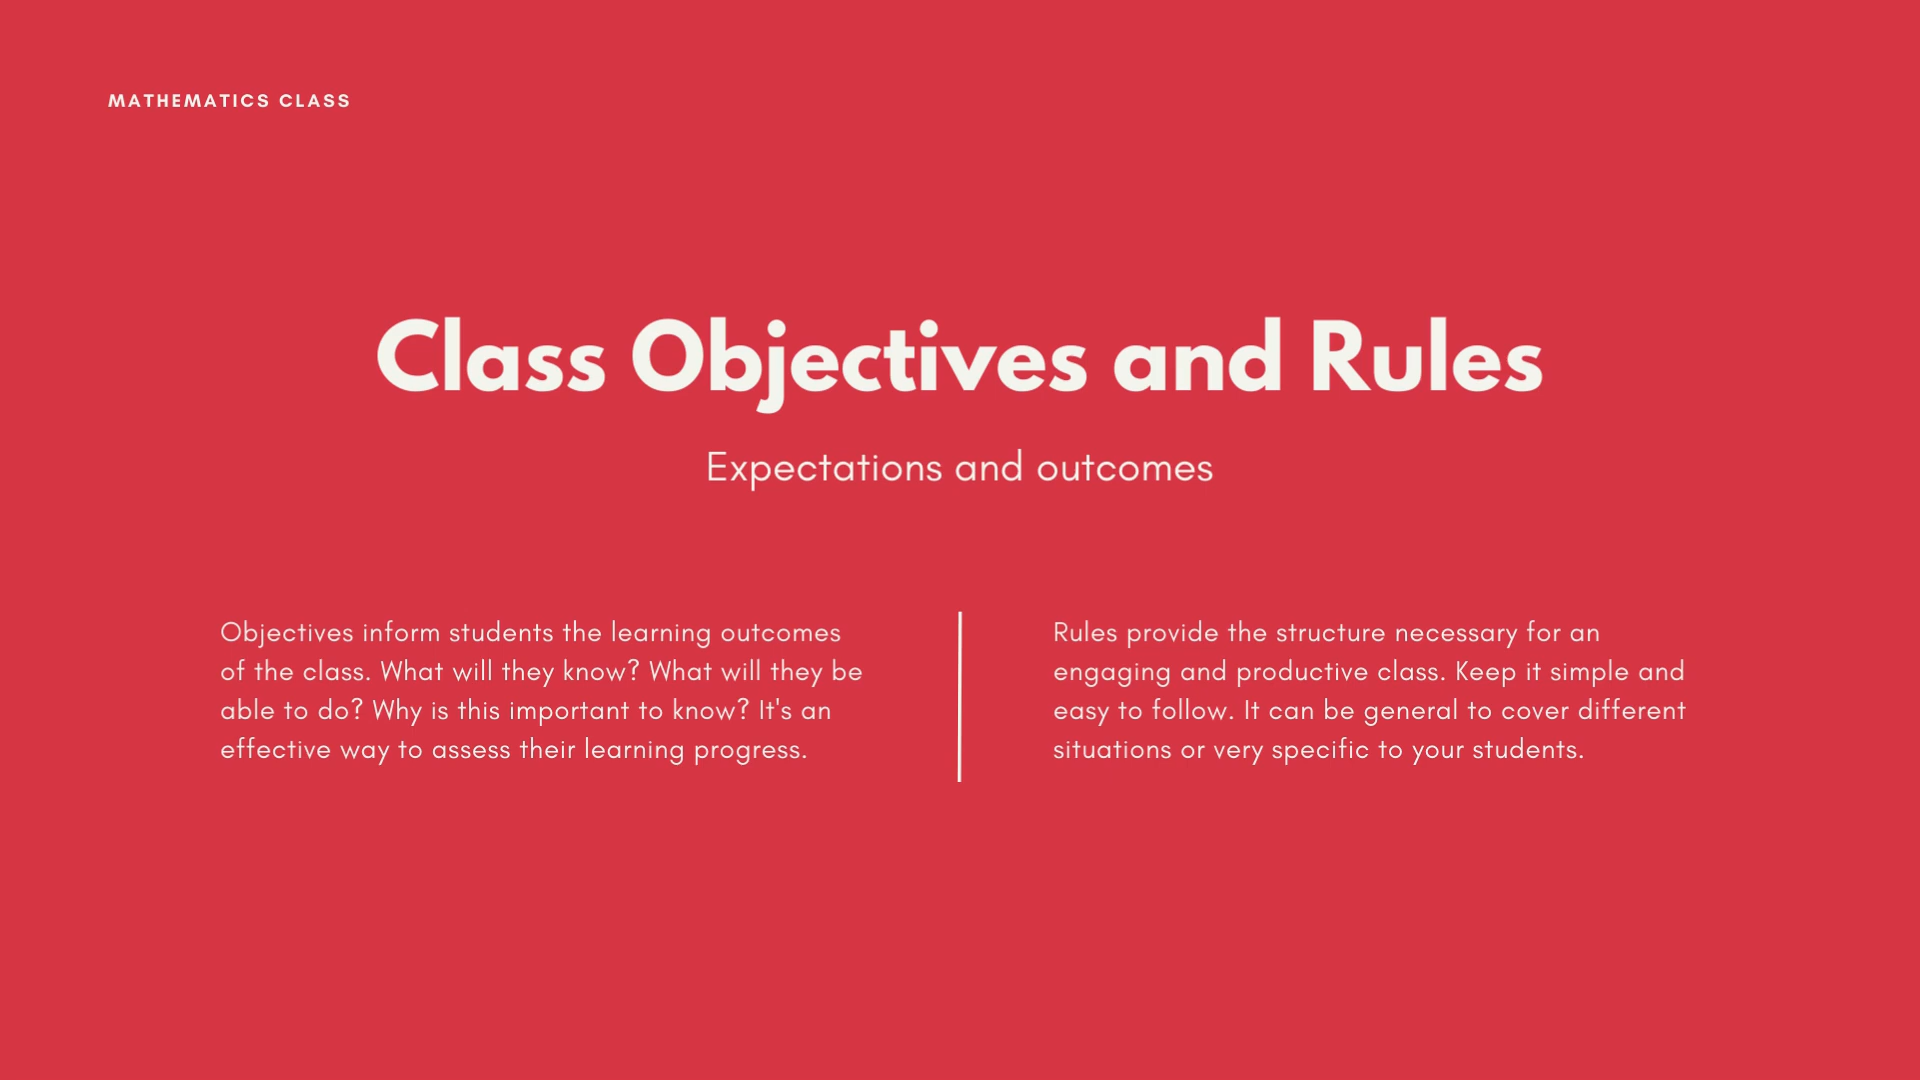 MATHEMATICS CLASS
Class Objectives and Rules
Expectations and outcomes
Objectives inform students the learning outcomes
of the class. What will they know? What will they be
able to do? Why is this important to know? It's an
effective way to assess their learning progress.
Rules provide the structure necessary for an
engaging and productive class. Keep it simple and
easy to follow. It can be general to cover different
situations or very specific to your students.